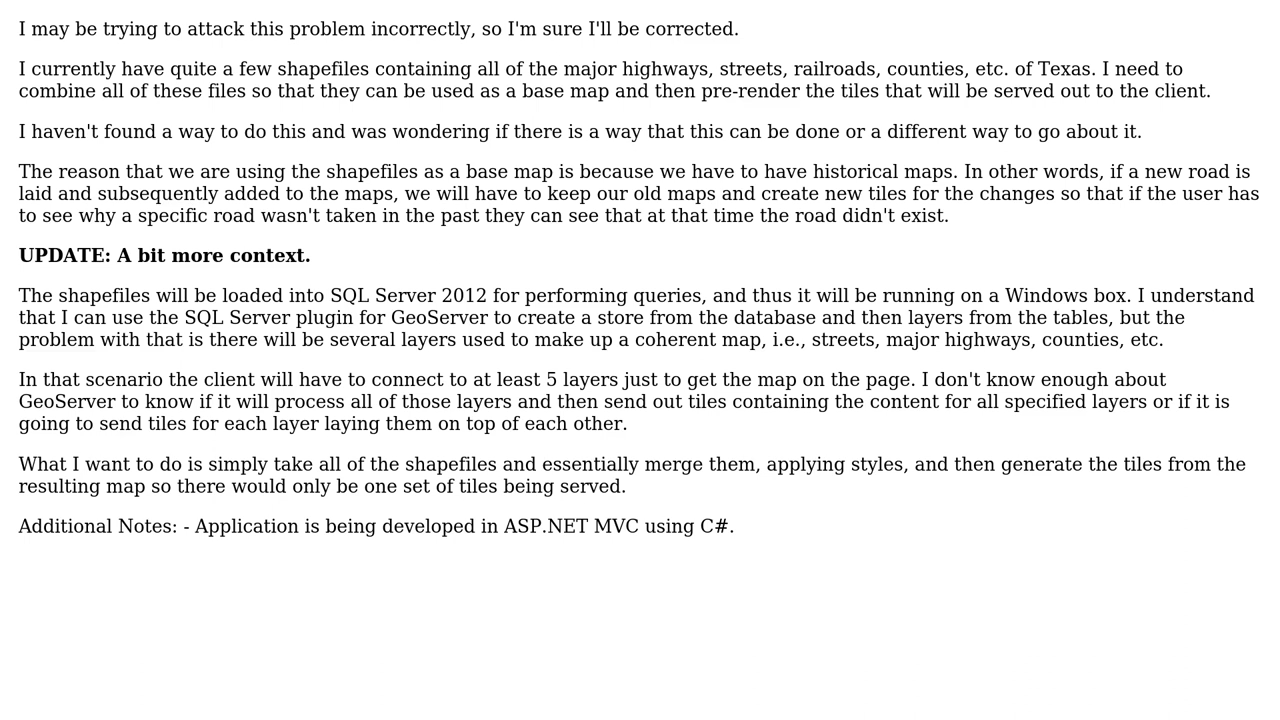 I may be trying to attack this problem incorrectly, so I'm sure I'll be corrected.
I currently have quite a few shapefiles containing all of the major highways, streets, railroads, counties, etc. of Texas. I need to
combine all of these files so that they can be used as a base map and then pre-render the tiles that will be served out to the client.
I haven't found a way to do this and was wondering if there is a way that this can be done or a different way to go about it.
The reason that we are using the shapefiles as a base map is because we have to have historical maps. In other words, if a new road is
laid and subsequently added to the maps, we will have to keep our old maps and create new tiles for the changes so that if the user has
to see why a specific road wasn't taken in the past they can see that at that time the road didn't exist.
UPDATE: A bit more context.
The shapefiles will be loaded into SQL Server 2012 for performing queries, and thus it will be running on a Windows box. I understand
that I can use the SQL Server plugin for GeoServer to create a store from the database and then layers from the tables, but the
problem with that is there will be several layers used to make up a coherent map, i.e., streets, major highways, counties, etc.
In that scenario the client will have to connect to at least 5 layers just to get the map on the page. I don't know enough about
GeoServer to know if it will process all of those layers and then send out tiles containing the content for all specified layers or if it is
going to send tiles for each layer laying them on top of each other.
What I want to do is simply take all of the shapefiles and essentially merge them, applying styles, and then generate the tiles from the
resulting map so there would only be one set of tiles being served.
Additional Notes: - Application is being developed in ASP.NET MVC using C#.